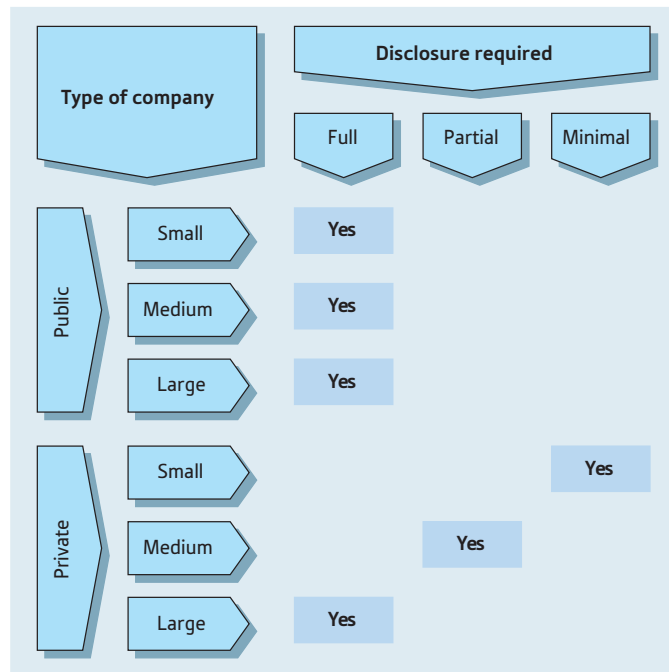 Type of company
Disclosure required
Full Partial Minimal
Public
Small Yes
Medium Yes
Large Yes
Private
Small Yes
Medium Yes
Large Yes